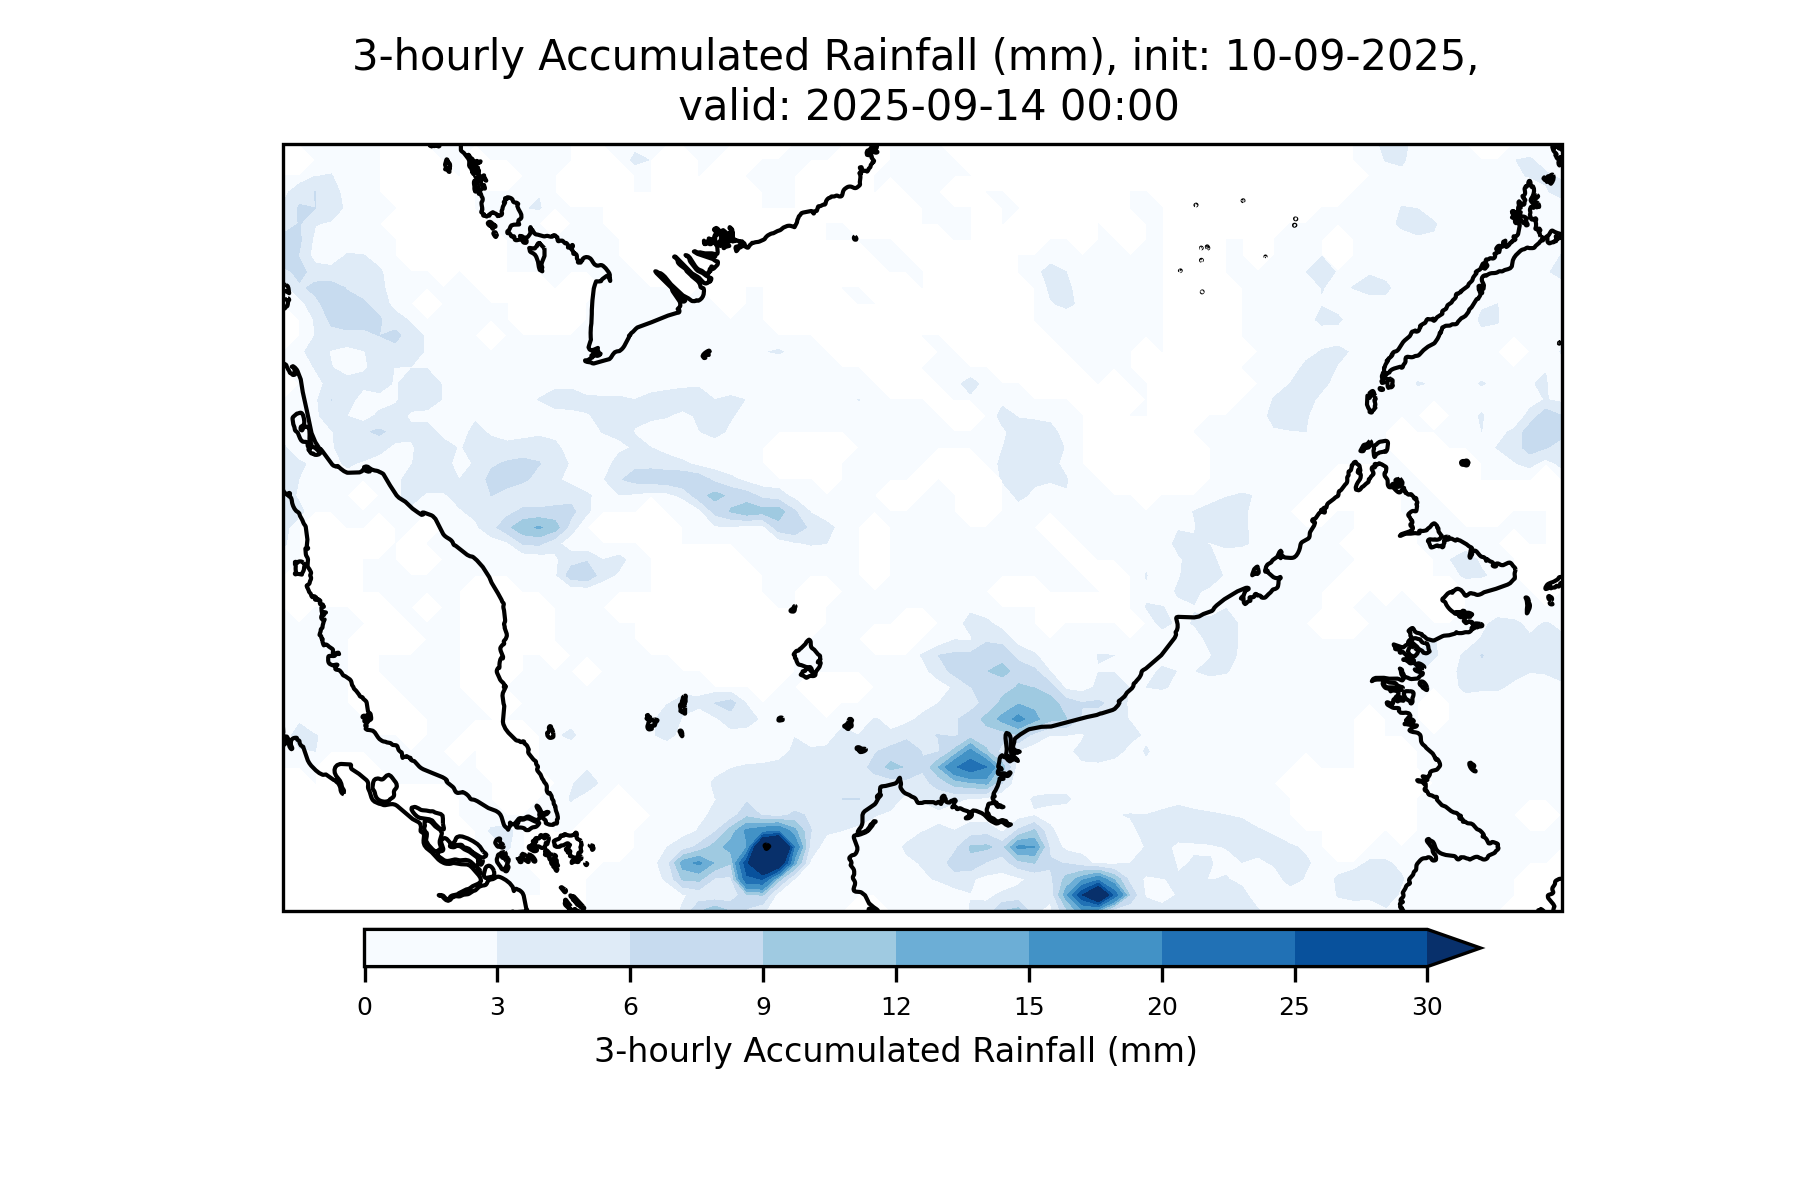 3-hourly Accumulated Rainfall (mm), init: 10-09-2025,
valid: 2025-09-14 00:00
0 3 6 9 12 15 20 25 30
3-hourly Accumulated Rainfall (mm)